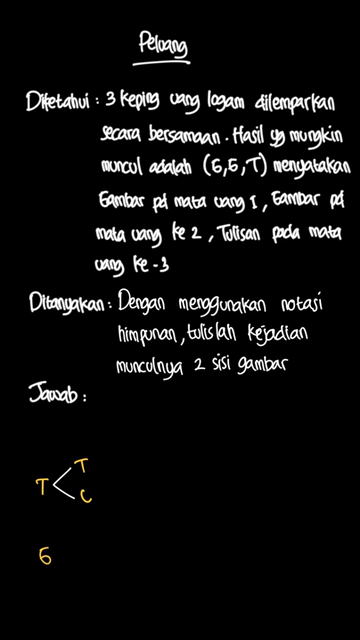 Peluang
Diketahui : 3 keping uang logam dilemparkan
secara bersamaan. Hasil yg mungkin
muncul adalah (G,G,T) menyatakan
Gambar pd mata uang I, Gambar pd
mata uang ke 2, Tulisan pada mata
uang ke-3
Ditanyakan : Dengan menggunakan notasi
himpunan, tulislah kejadian
munculnya 2 sisi gambar
Jawab :
T
T
G